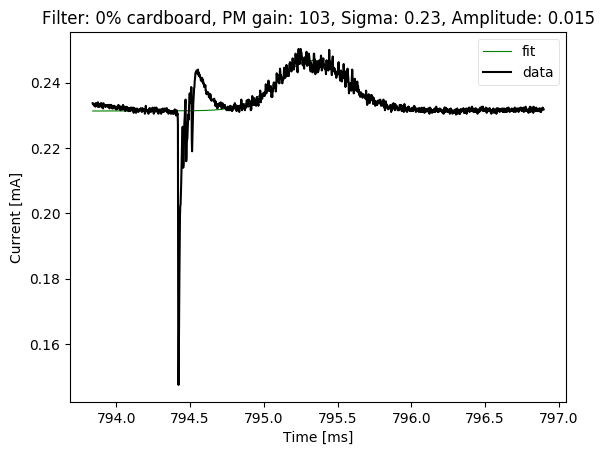 Filter: 0% cardboard, PM gain: 103, Sigma: 0.23, Amplitude: 0.015
fit
data
0.24
0.22
0.20
0.18
0.16
Current [mA]
794.0 794.5 795.0 795.5 796.0 796.5 797.0
Time [ms]